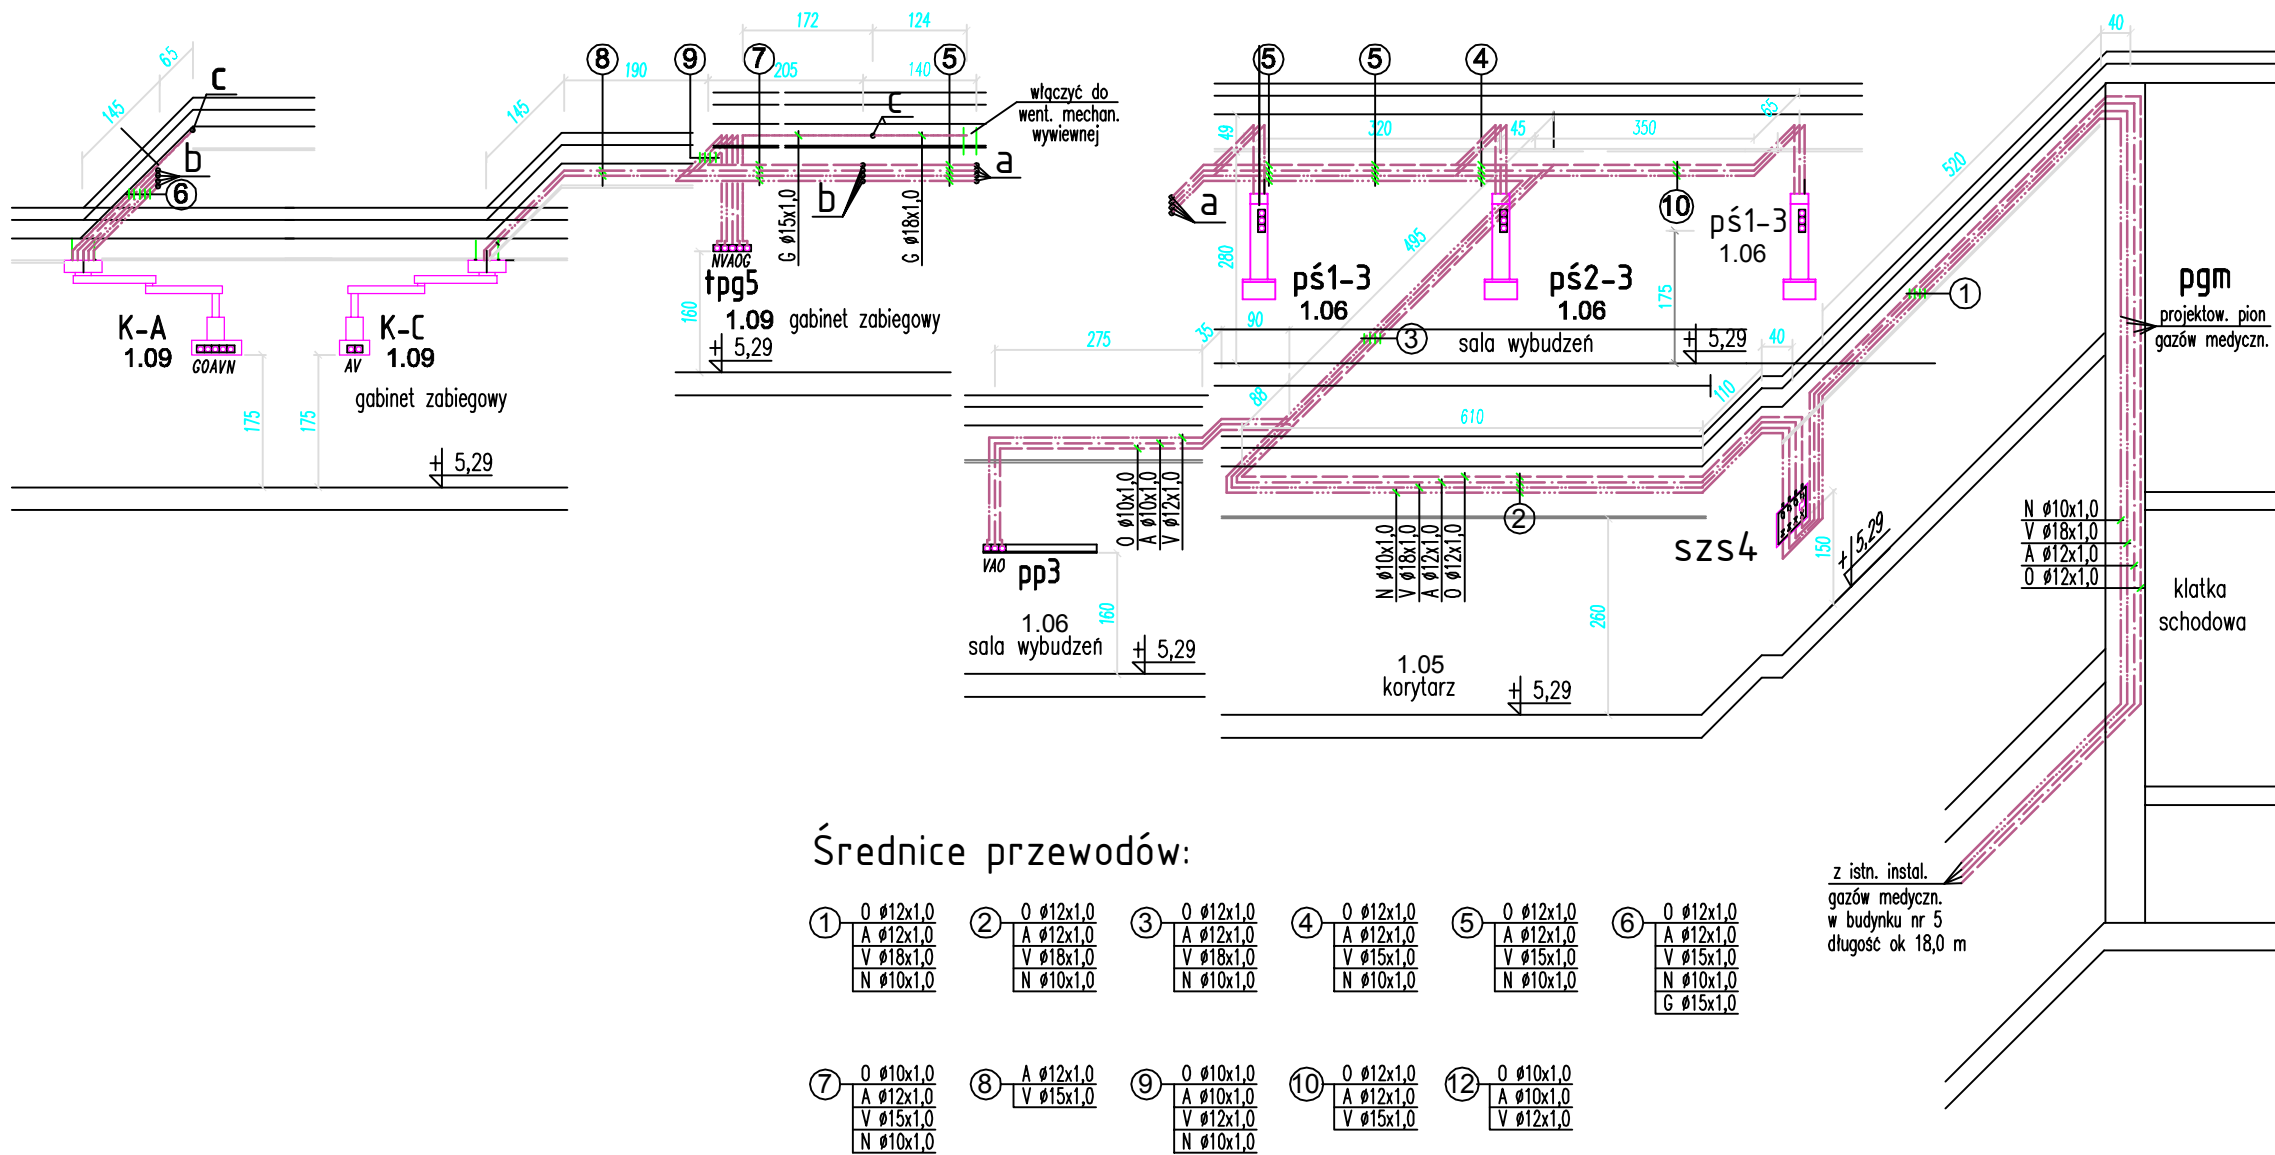 65
145
c
b
6
K-A
1.09
GOAVN
175
K-C
1.09
AV
gabinet zabiegowy
175
+ 5,29
145
8
190
9
7
172
124
205
140
5
włączyć do
went. mechan.
wywiewnej
c
b
a
G ø15x1,0
G ø18x1,0
NVAOG
tpg5
1.09 gabinet zabiegowy
160
+ 5,29
5
5
4
49
320
45
350
65
a
280
495
10
pś1-3
1.06
pś1-3
1.06
pś2-3
1.06
175
sala wybudzeń
+ 5,29
3
275
35
90
88
O ø10x1,0
A ø10x1,0
V ø12x1,0
VAO
pp3
1.06
sala wybudzeń
160
+ 5,29
610
110
40
520
40
N ø10x1,0
V ø18x1,0
A ø12x1,0
O ø12x1,0
2
260
1.05
korytarz
+ 5,29
szs4
150
+ 5,29
1
pgm
projektow. pion
gazów medyczn.
N ø10x1,0
V ø18x1,0
A ø12x1,0
O ø12x1,0
klatka
schodowa
z istn. instal.
gazów medyczn.
w budynku nr 5
długość ok 18,0 m
Średnice przewodów:
1
O ø12x1,0
A ø12x1,0
V ø18x1,0
N ø10x1,0
2
O ø12x1,0
A ø12x1,0
V ø18x1,0
N ø10x1,0
3
O ø12x1,0
A ø12x1,0
V ø18x1,0
N ø10x1,0
4
O ø12x1,0
A ø12x1,0
V ø15x1,0
N ø10x1,0
5
O ø12x1,0
A ø12x1,0
V ø15x1,0
N ø10x1,0
6
O ø12x1,0
A ø12x1,0
V ø15x1,0
N ø10x1,0
G ø15x1,0
7
O ø10x1,0
A ø12x1,0
V ø15x1,0
N ø10x1,0
8
A ø12x1,0
V ø15x1,0
9
O ø10x1,0
A ø10x1,0
V ø12x1,0
N ø10x1,0
10
O ø12x1,0
A ø12x1,0
V ø15x1,0
12
O ø10x1,0
A ø10x1,0
V ø12x1,0